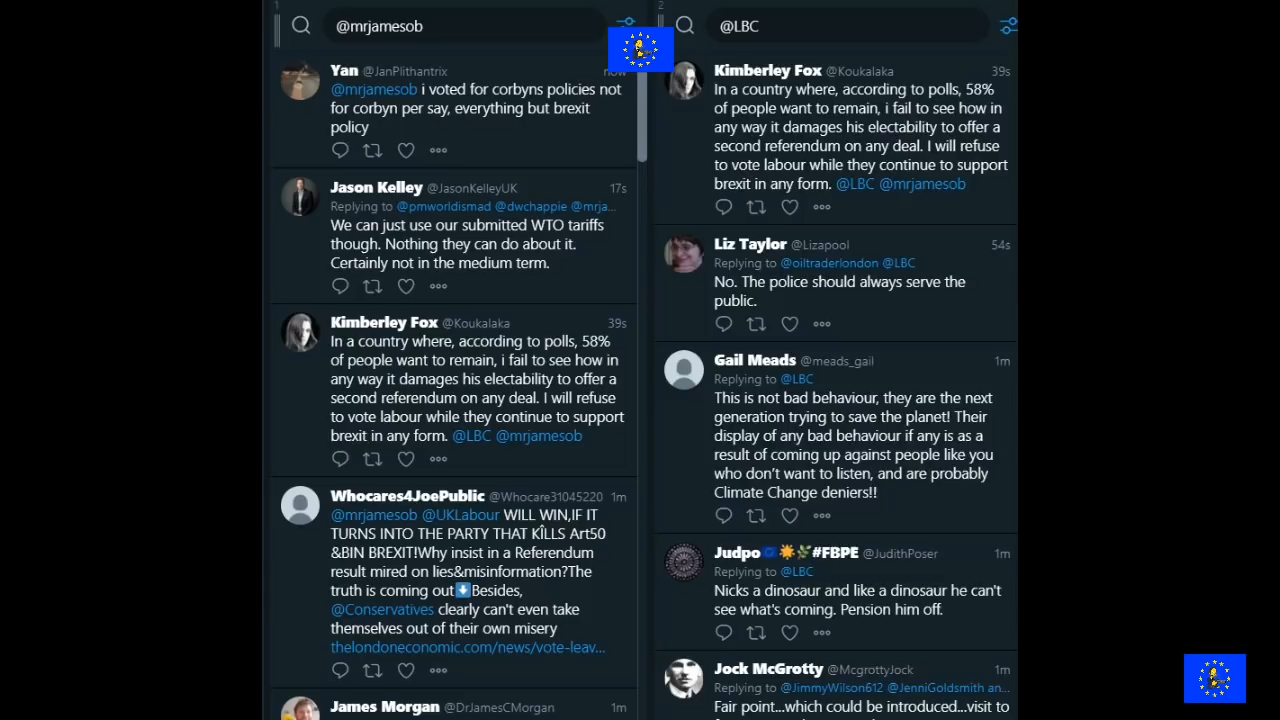 1
@mrjamesob
Yan @JanPlithantrix now
@mrjamesob i voted for corbyns policies not
for corbyn per say, everything but brexit
policy
Jason Kelley @JasonKelleyUK 17s
Replying to @pmworldismad @dwchappie @mrja...
We can just use our submitted WTO tariffs
though. Nothing they can do about it.
Certainly not in the medium term.
Kimberley Fox @Koukalaka 39s
In a country where, according to polls, 58%
of people want to remain, i fail to see how in
any way it damages his electability to offer a
second referendum on any deal. I will refuse
to vote labour while they continue to support
brexit in any form. @LBC @mrjamesob
Whocares4JoePublic @Whocare31045220 1m
@mrjamesob @UKLabour WILL WIN,IF IT
TURNS INTO THE PARTY THAT KÎLLS Art50
&BIN BREXIT!Why insist in a Referendum
result mired on lies&misinformation?The
truth is coming out⬇Besides,
@Conservatives clearly can't even take
themselves out of their own misery
thelondoneconomic.com/news/vote-leav...
James Morgan @DrJamesCMorgan 1m
2
@LBC
Kimberley Fox @Koukalaka 39s
In a country where, according to polls, 58%
of people want to remain, i fail to see how in
any way it damages his electability to offer a
second referendum on any deal. I will refuse
to vote labour while they continue to support
brexit in any form. @LBC @mrjamesob
Liz Taylor @Lizapool 54s
Replying to @oiltraderlondon @LBC
No. The police should always serve the
public.
Gail Meads @meads_gail 1m
Replying to @LBC
This is not bad behaviour, they are the next
generation trying to save the planet! Their
display of any bad behaviour if any is as a
result of coming up against people like you
who don't want to listen, and are probably
Climate Change deniers!!
Judpo🇪🇺☀🌿#FBPE @JudithPoser 1m
Replying to @LBC
Nicks a dinosaur and like a dinosaur he can't
see what's coming. Pension him off.
Jock McGrotty @McgrottyJock 1m
Replying to @JimmyWilson612 @JenniGoldsmith an...
Fair point...which could be introduced...visit to